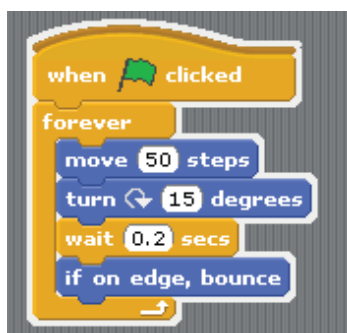 when clicked
forever
move 50 steps
turn 15 degrees
wait 0.2 secs
if on edge, bounce